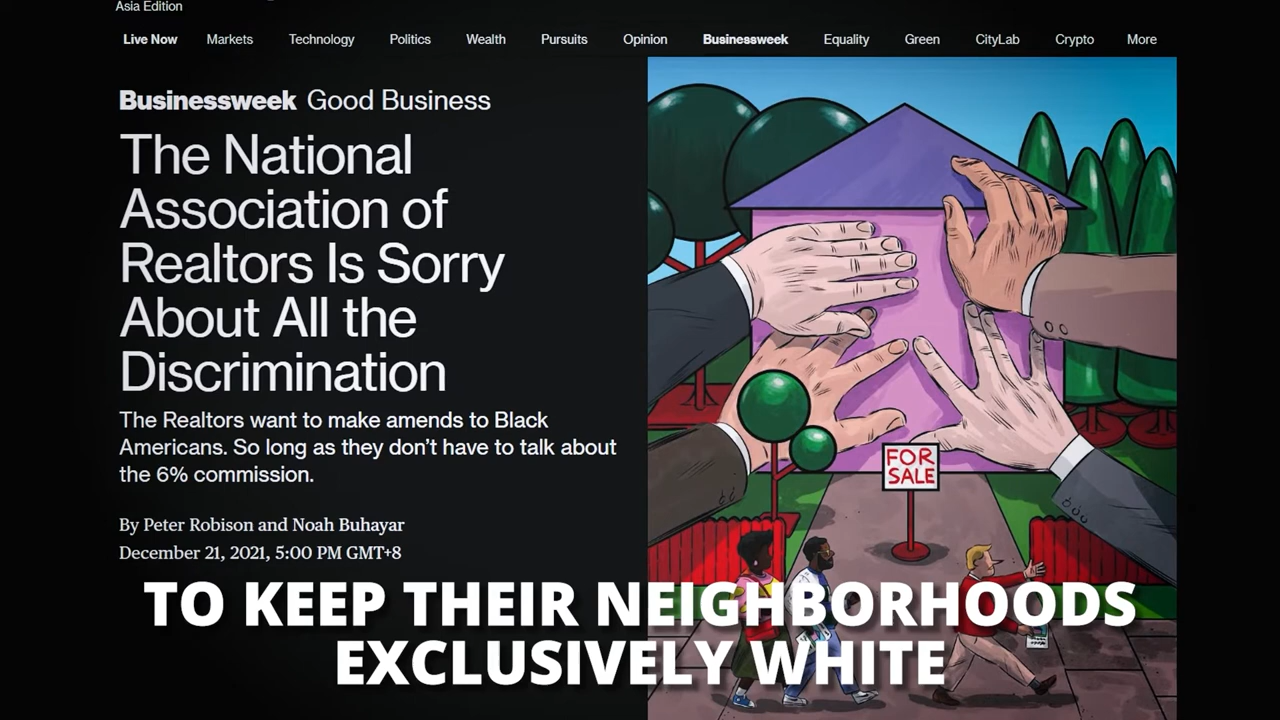 Asia Edition
Live Now Markets Technology Politics Wealth Pursuits Opinion Businessweek Equality Green CityLab Crypto More
Businessweek Good Business
The National
Association of
Realtors Is Sorry
About All the
Discrimination
The Realtors want to make amends to Black
Americans. So long as they don't have to talk about
the 6% commission.
By Peter Robison and Noah Buhayar
December 21, 2021, 5:00 PM GMT+8
FOR
SALE
TO KEEP THEIR NEIGHBORHOODS
EXCLUSIVELY WHITE